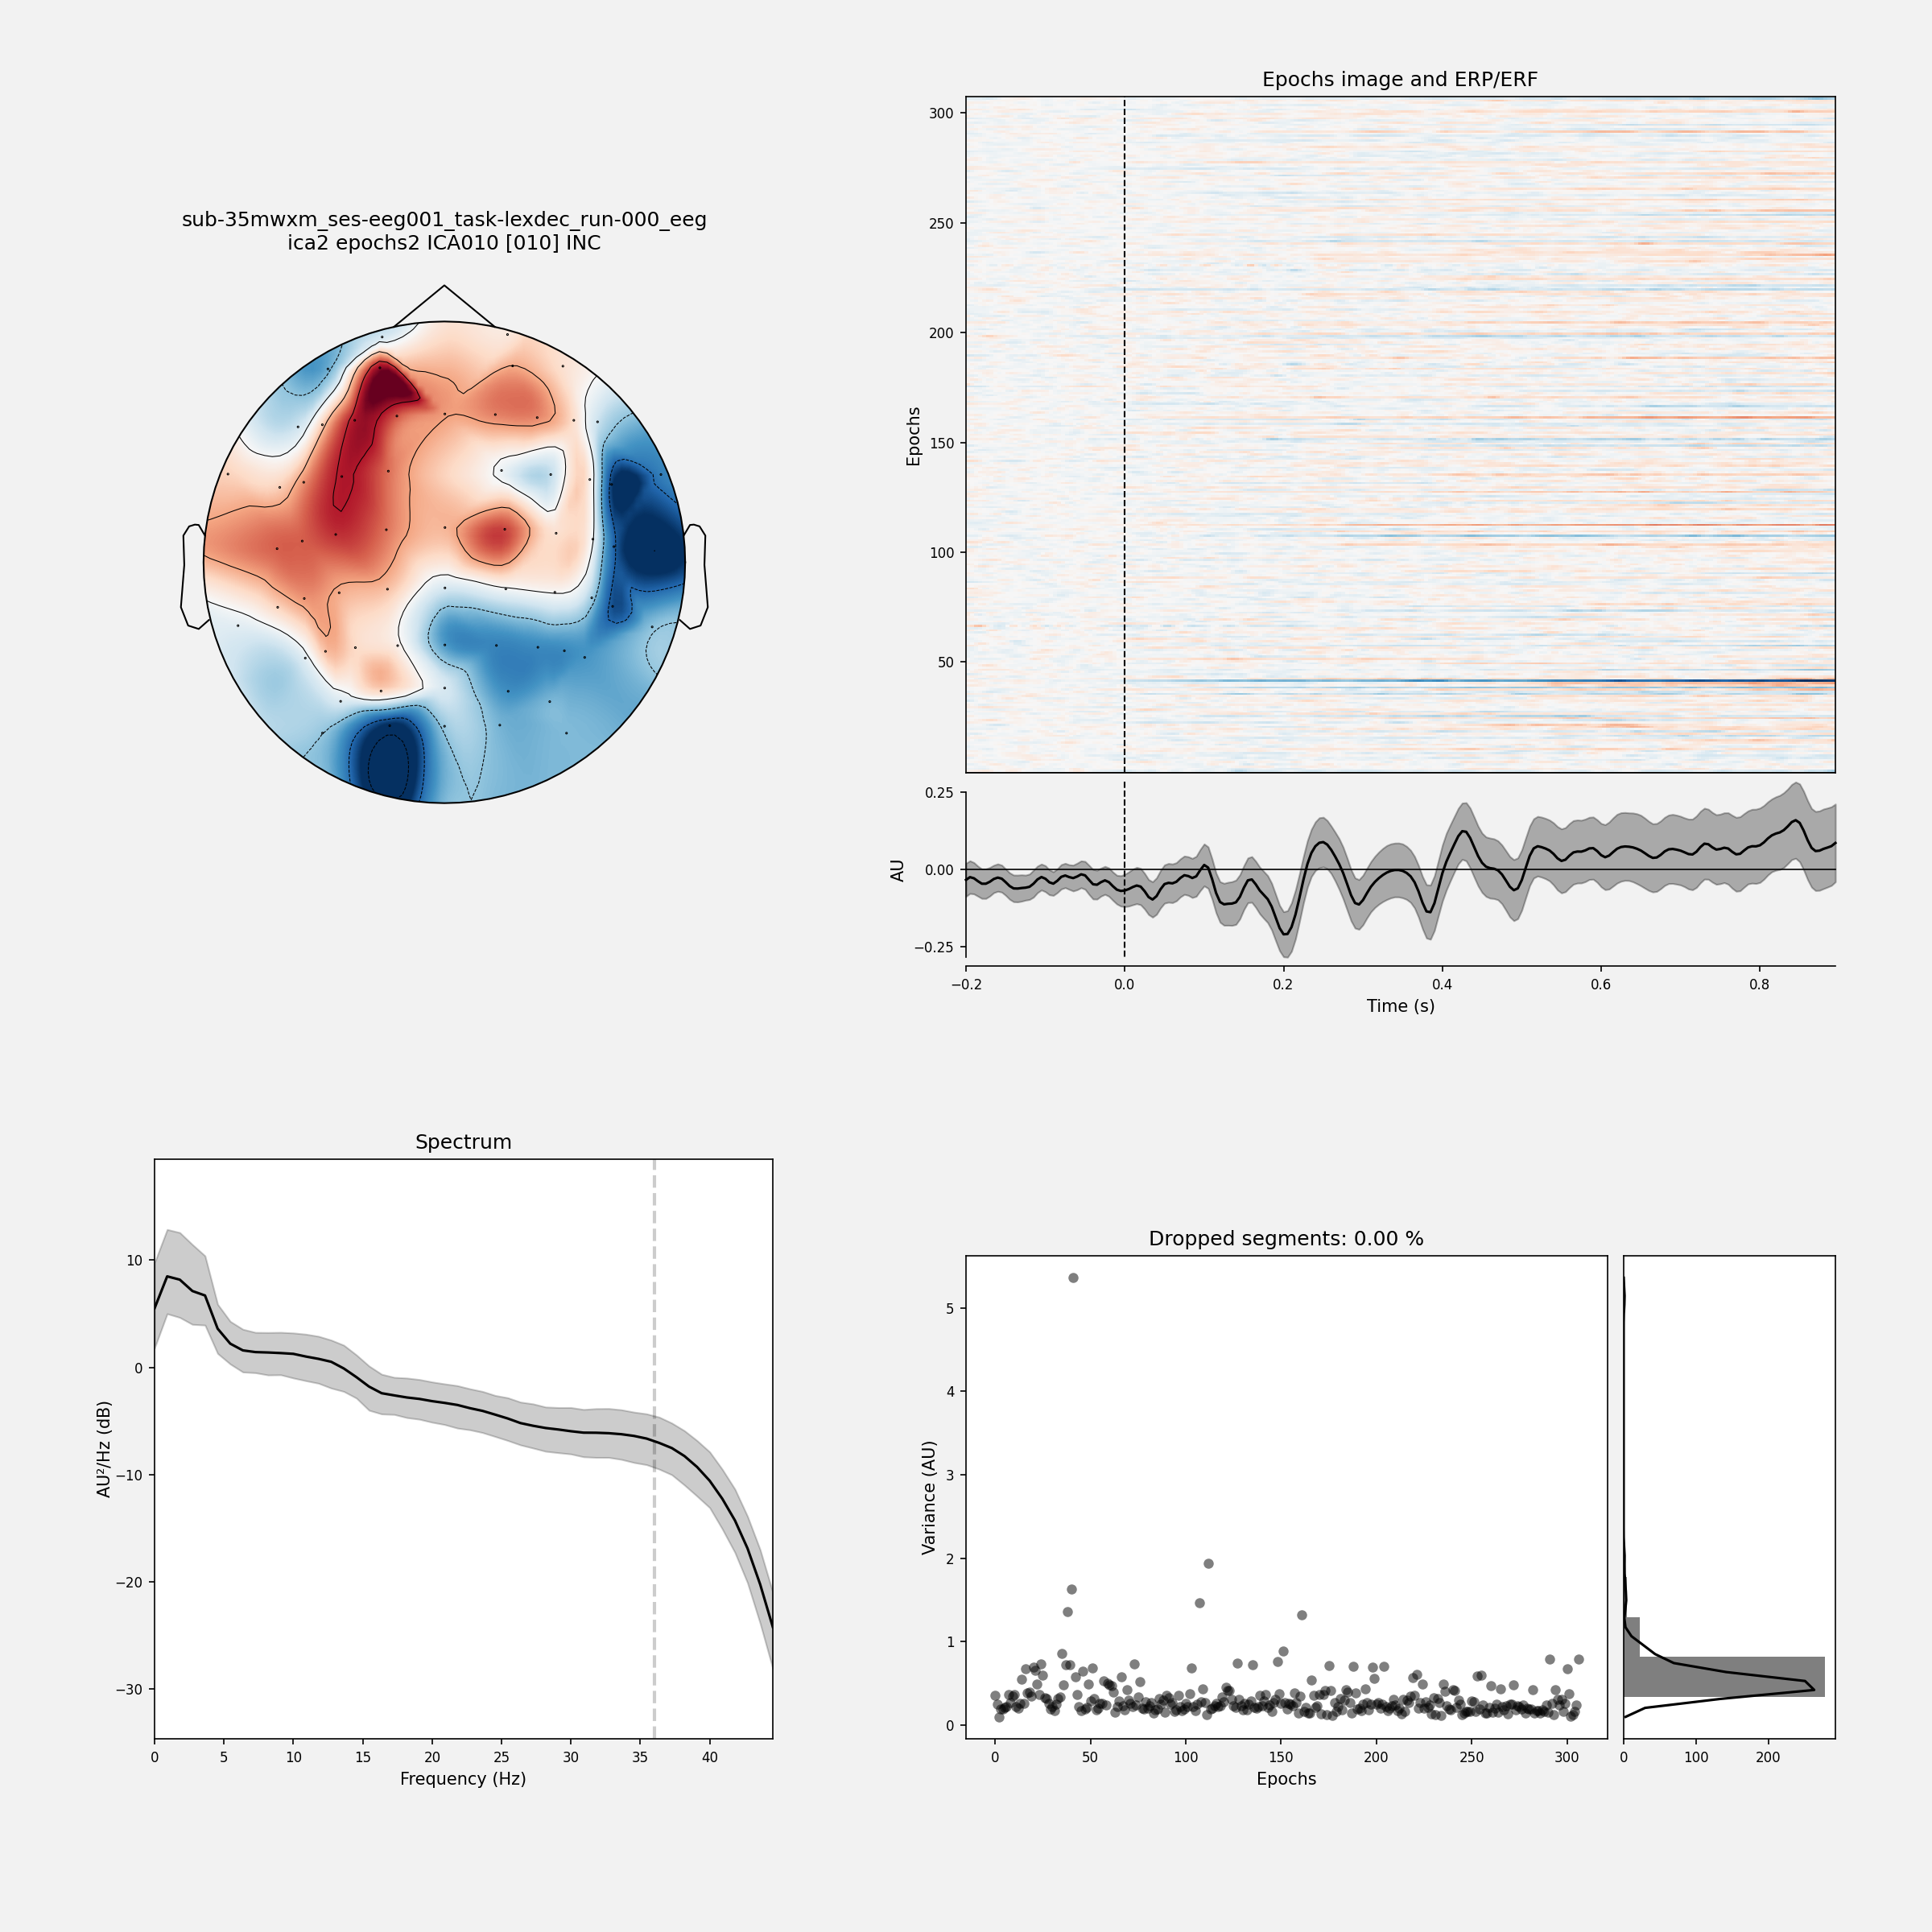 sub-35mwxm_ses-eeg001_task-lexdec_run-000_eeg
ica2 epochs2 ICA010 [010] INC
Epochs image and ERP/ERF
300
250
200
150
100
50
Epochs
0.25
0.00
−0.25
AU
−0.2 0.0 0.2 0.4 0.6 0.8
Time (s)
Spectrum
10
0
−10
−20
−30
AU²/Hz (dB)
0 5 10 15 20 25 30 35 40
Frequency (Hz)
Dropped segments: 0.00 %
5
4
3
2
1
0
Variance (AU)
0 50 100 150 200 250 300
Epochs
0 100 200